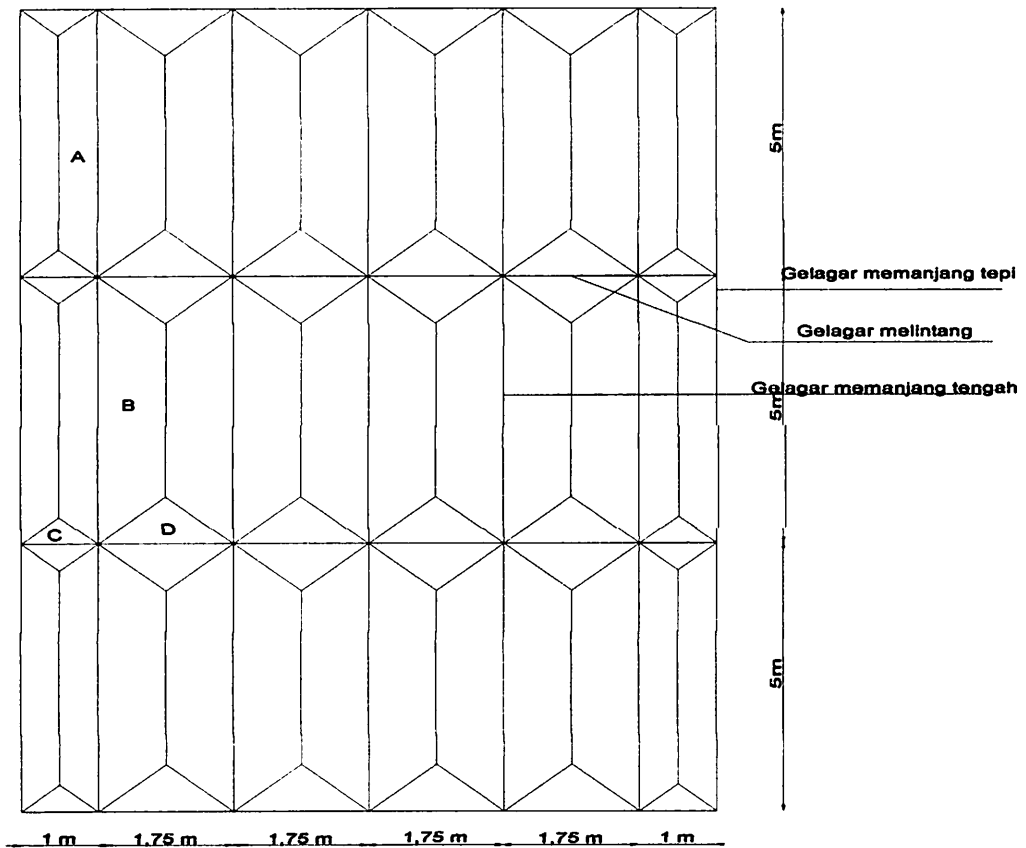 A
5m
Gelagar memanjang tepi
Gelagar melintang
Gelagar memanjang tengah
5m
B
C
D
5m
1 m
1,75 m
1,75 m
1,75 m
1,75 m
1 m